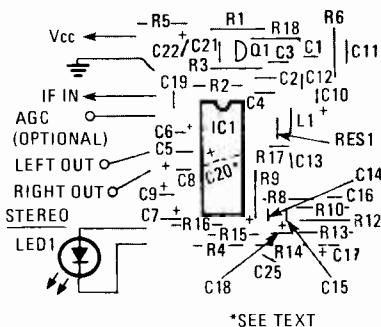 R5 R1 R6
Vcc R18
C22 C21 Q1 C3 C1 C11
R3
C19 R2 C2 C12
IF IN C4 C10
AGC IC1 L1
(OPTIONAL) C6 RES1
LEFT OUT C5 R17 C13
RIGHT OUT C8 C20* R9 C14
C9 R8 C16
STEREO C7 R16 R10 R12
LED1 R15 R13
R4 R14 C17
C25
C18 C15
*SEE TEXT